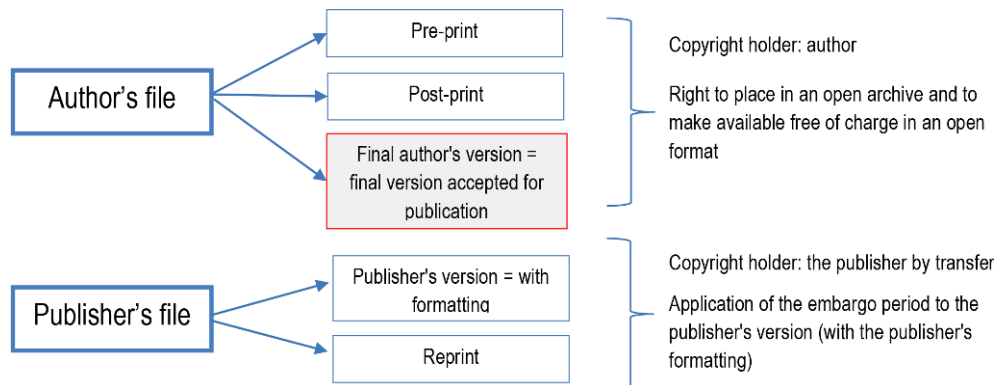 Author's file
Pre-print
Post-print
Final author's version =
final version accepted for
publication
Copyright holder: author
Right to place in an open archive and to
make available free of charge in an open
format
Publisher's file
Publisher's version = with
formatting
Reprint
Copyright holder: the publisher by transfer
Application of the embargo period to the
publisher's version (with the publisher's
formatting)